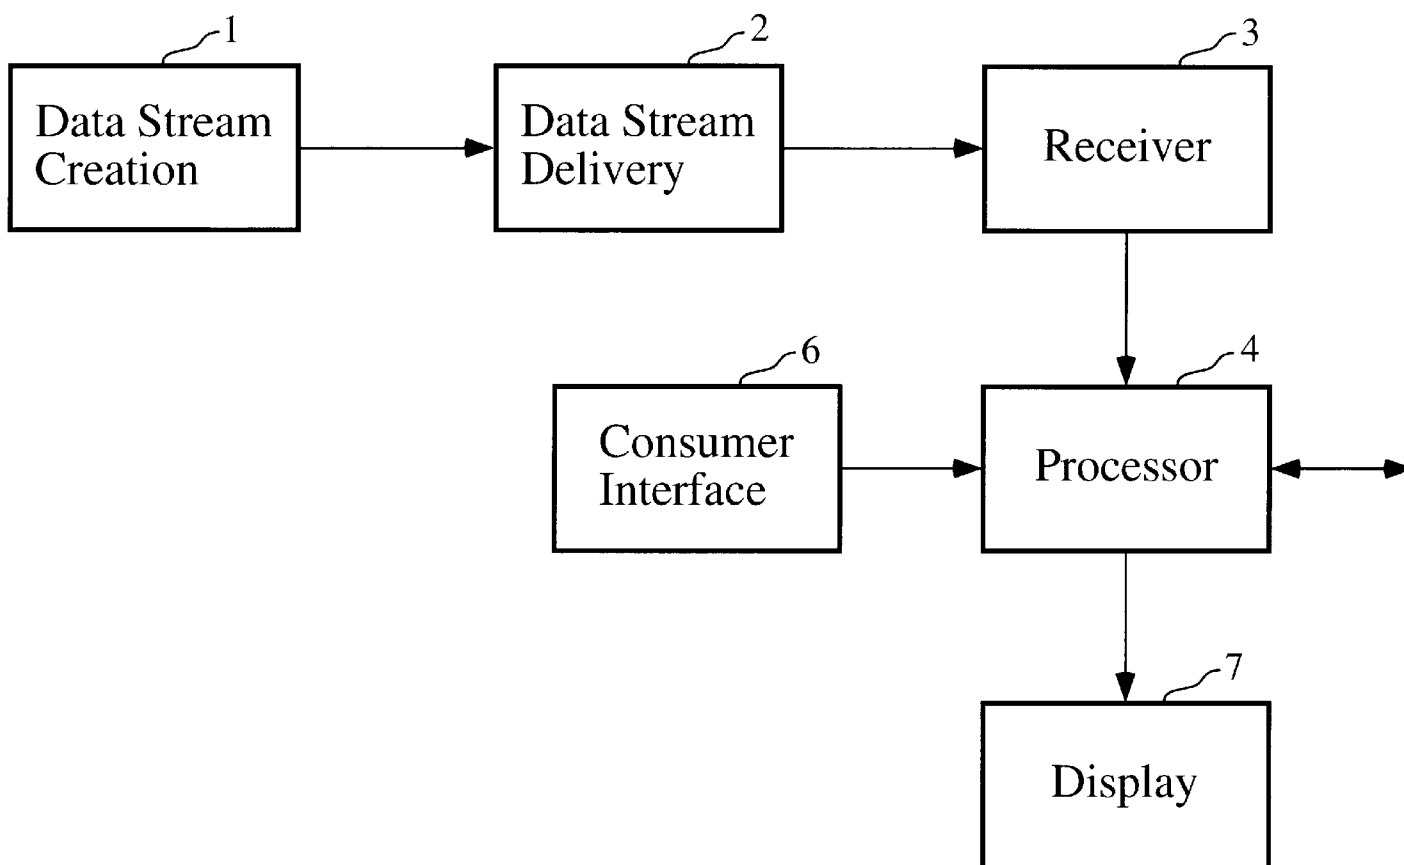 1
2
3
Data Stream
Creation
Data Stream
Delivery
Receiver
6
4
Consumer
Interface
Processor
7
Display